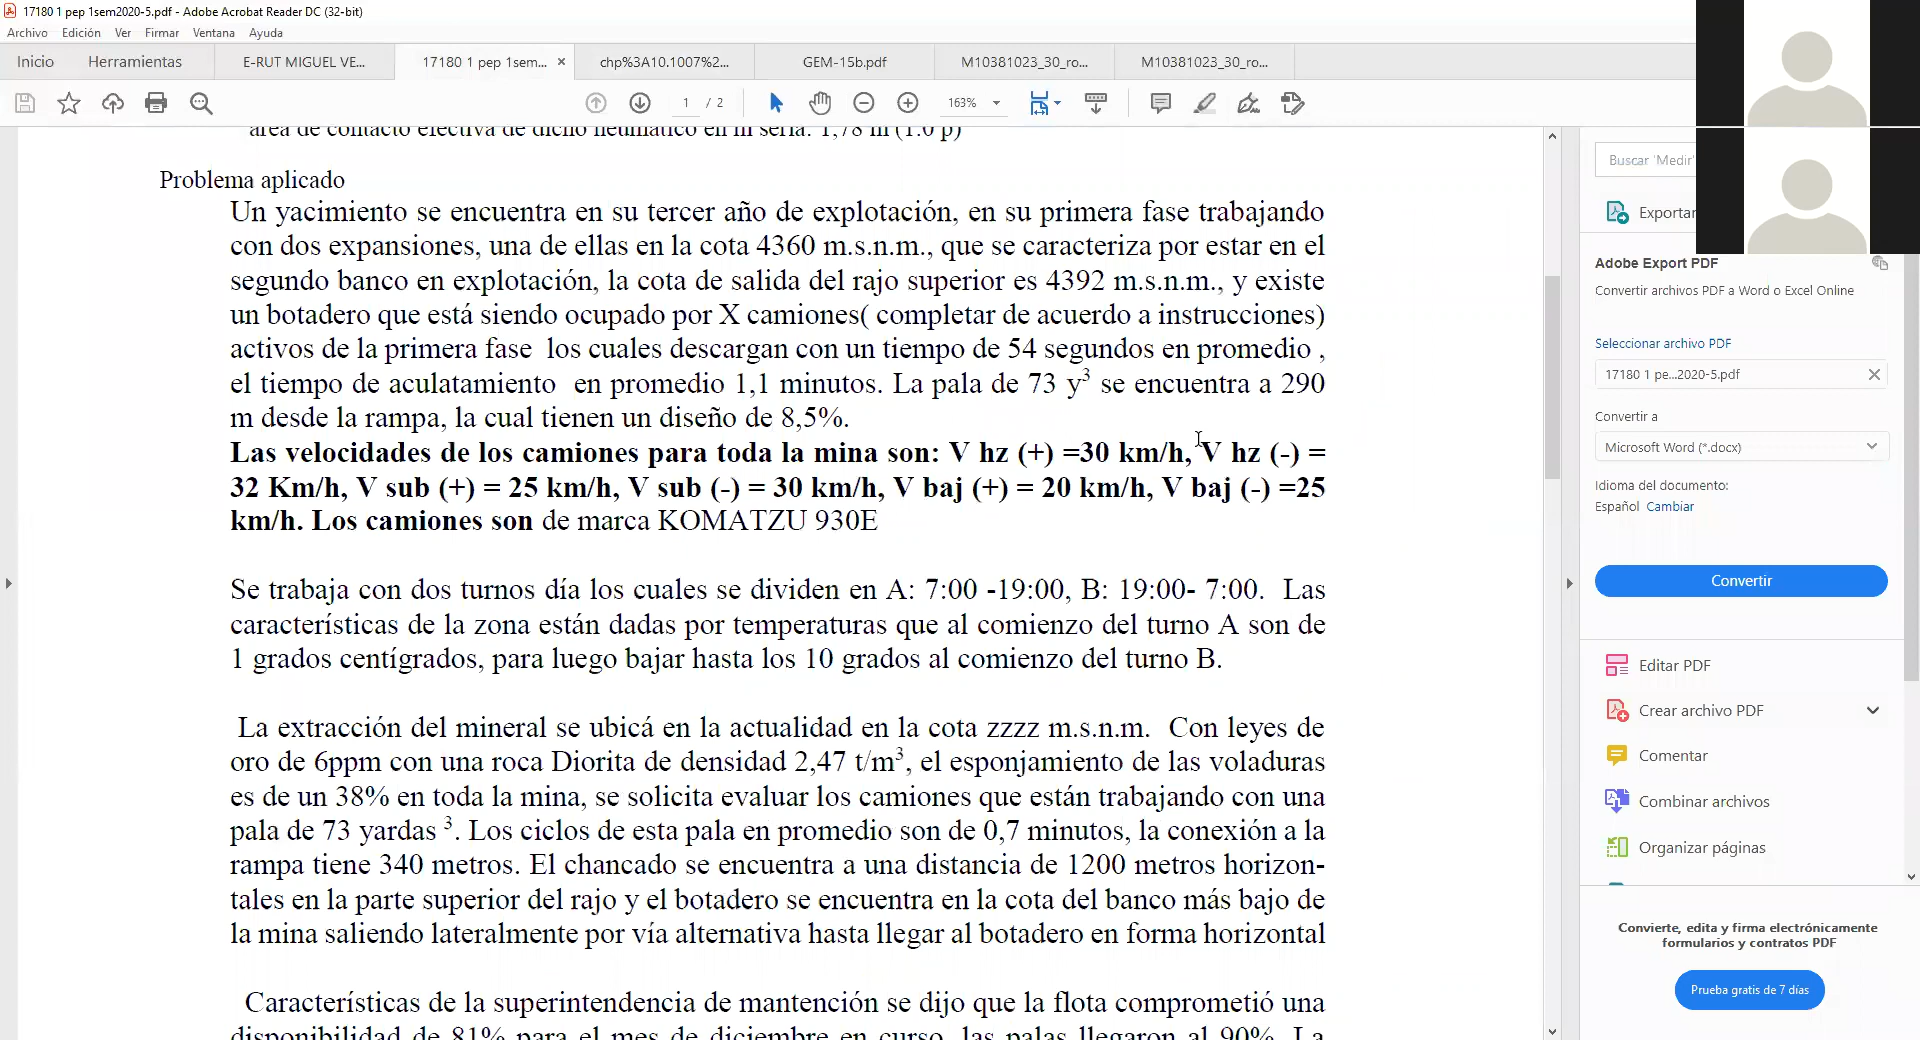 17180 1 pep 1sem2020-5.pdf - Adobe Acrobat Reader DC (32-bit)
Archivo Edición Ver Firmar Ventana Ayuda
Inicio Herramientas E-RUT MIGUEL VE... 17180 1 pep 1sem... × chp%3A10.1007%2... GEM-15b.pdf M10381023_30_ro... M10381023_30_ro...
1 / 2 163%
área de contacto efectiva de dicho neumático en m sería: 1,78 m (1.0 p)
Problema aplicado
Un yacimiento se encuentra en su tercer año de explotación, en su primera fase trabajando
con dos expansiones, una de ellas en la cota 4360 m.s.n.m., que se caracteriza por estar en el
segundo banco en explotación, la cota de salida del rajo superior es 4392 m.s.n.m., y existe
un botadero que está siendo ocupado por X camiones( completar de acuerdo a instrucciones)
activos de la primera fase los cuales descargan con un tiempo de 54 segundos en promedio ,
el tiempo de aculatamiento en promedio 1,1 minutos. La pala de 73 y³ se encuentra a 290
m desde la rampa, la cual tienen un diseño de 8,5%.
Las velocidades de los camiones para toda la mina son: V hz (+) =30 km/h, V hz (-) =
32 Km/h, V sub (+) = 25 km/h, V sub (-) = 30 km/h, V baj (+) = 20 km/h, V baj (-) =25
km/h. Los camiones son de marca KOMATZU 930E
Se trabaja con dos turnos día los cuales se dividen en A: 7:00 -19:00, B: 19:00- 7:00. Las
características de la zona están dadas por temperaturas que al comienzo del turno A son de
1 grados centígrados, para luego bajar hasta los 10 grados al comienzo del turno B.
La extracción del mineral se ubicá en la actualidad en la cota zzzz m.s.n.m. Con leyes de
oro de 6ppm con una roca Diorita de densidad 2,47 t/m³, el esponjamiento de las voladuras
es de un 38% en toda la mina, se solicita evaluar los camiones que están trabajando con una
pala de 73 yardas ³. Los ciclos de esta pala en promedio son de 0,7 minutos, la conexión a la
rampa tiene 340 metros. El chancado se encuentra a una distancia de 1200 metros horizon-
tales en la parte superior del rajo y el botadero se encuentra en la cota del banco más bajo de
la mina saliendo lateralmente por vía alternativa hasta llegar al botadero en forma horizontal
Características de la superintendencia de mantención se dijo que la flota comprometió una
disponibilidad de 81% para el mes de diciembre en curso, las palas llegaron al 90%. La
Buscar 'Medir'
Exportar
Adobe Export PDF
Convertir archivos PDF a Word o Excel Online
Seleccionar archivo PDF
17180 1 pe...2020-5.pdf
Convertir a
Microsoft Word (*.docx)
Idioma del documento:
Español Cambiar
Convertir
Editar PDF
Crear archivo PDF
Comentar
Combinar archivos
Organizar páginas
Convierte, edita y firma electrónicamente
formularios y contratos PDF
Prueba gratis de 7 días